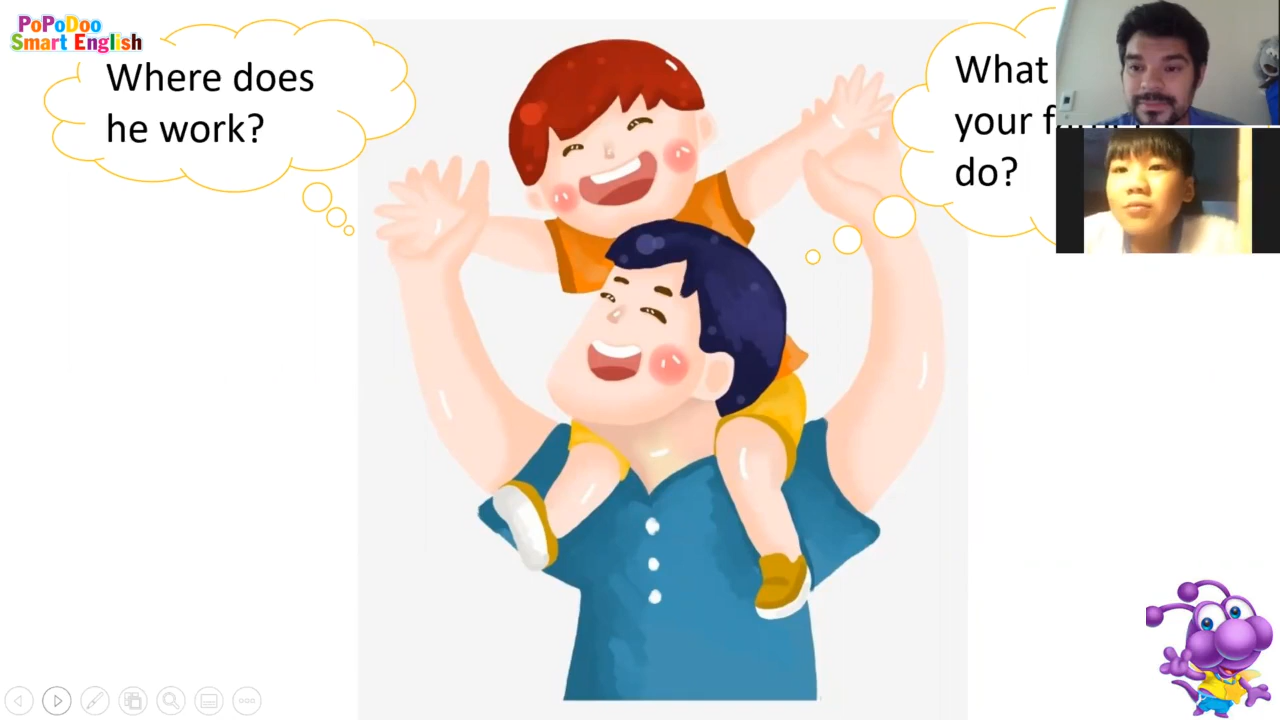 PoPoDoo
Smart English
Where does
he work?
What
your
do?